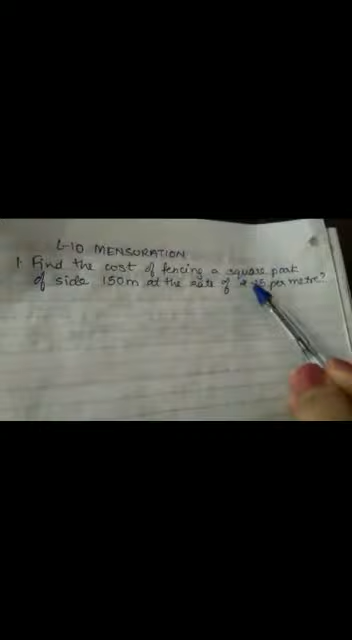 L-10 MENSURATION
1. Find the cost of fencing a square park
of side 150m at the rate of ₹ 25 per metre?